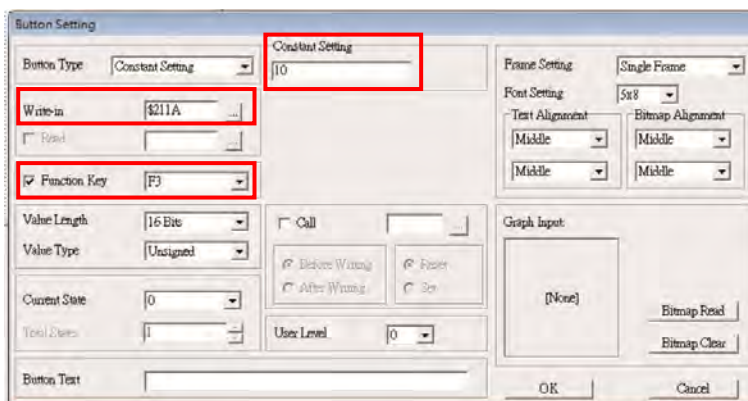 Button Setting
Button Type Constant Setting
Constant Setting
10
Write-in $211A ...
Read ...
Function Key F3
Value Length 16 Bits
Value Type Unsigned
Current State 0
Total States 1
Call ...
Before Writing Reset
After Writing Set
User Level 0
Button Text
Frame Setting Single Frame
Font Setting 5x8
Text Alignment Bitmap Alignment
Middle Middle
Middle Middle
Graph Input:
[None]
Bitmap Read
Bitmap Clear
OK Cancel